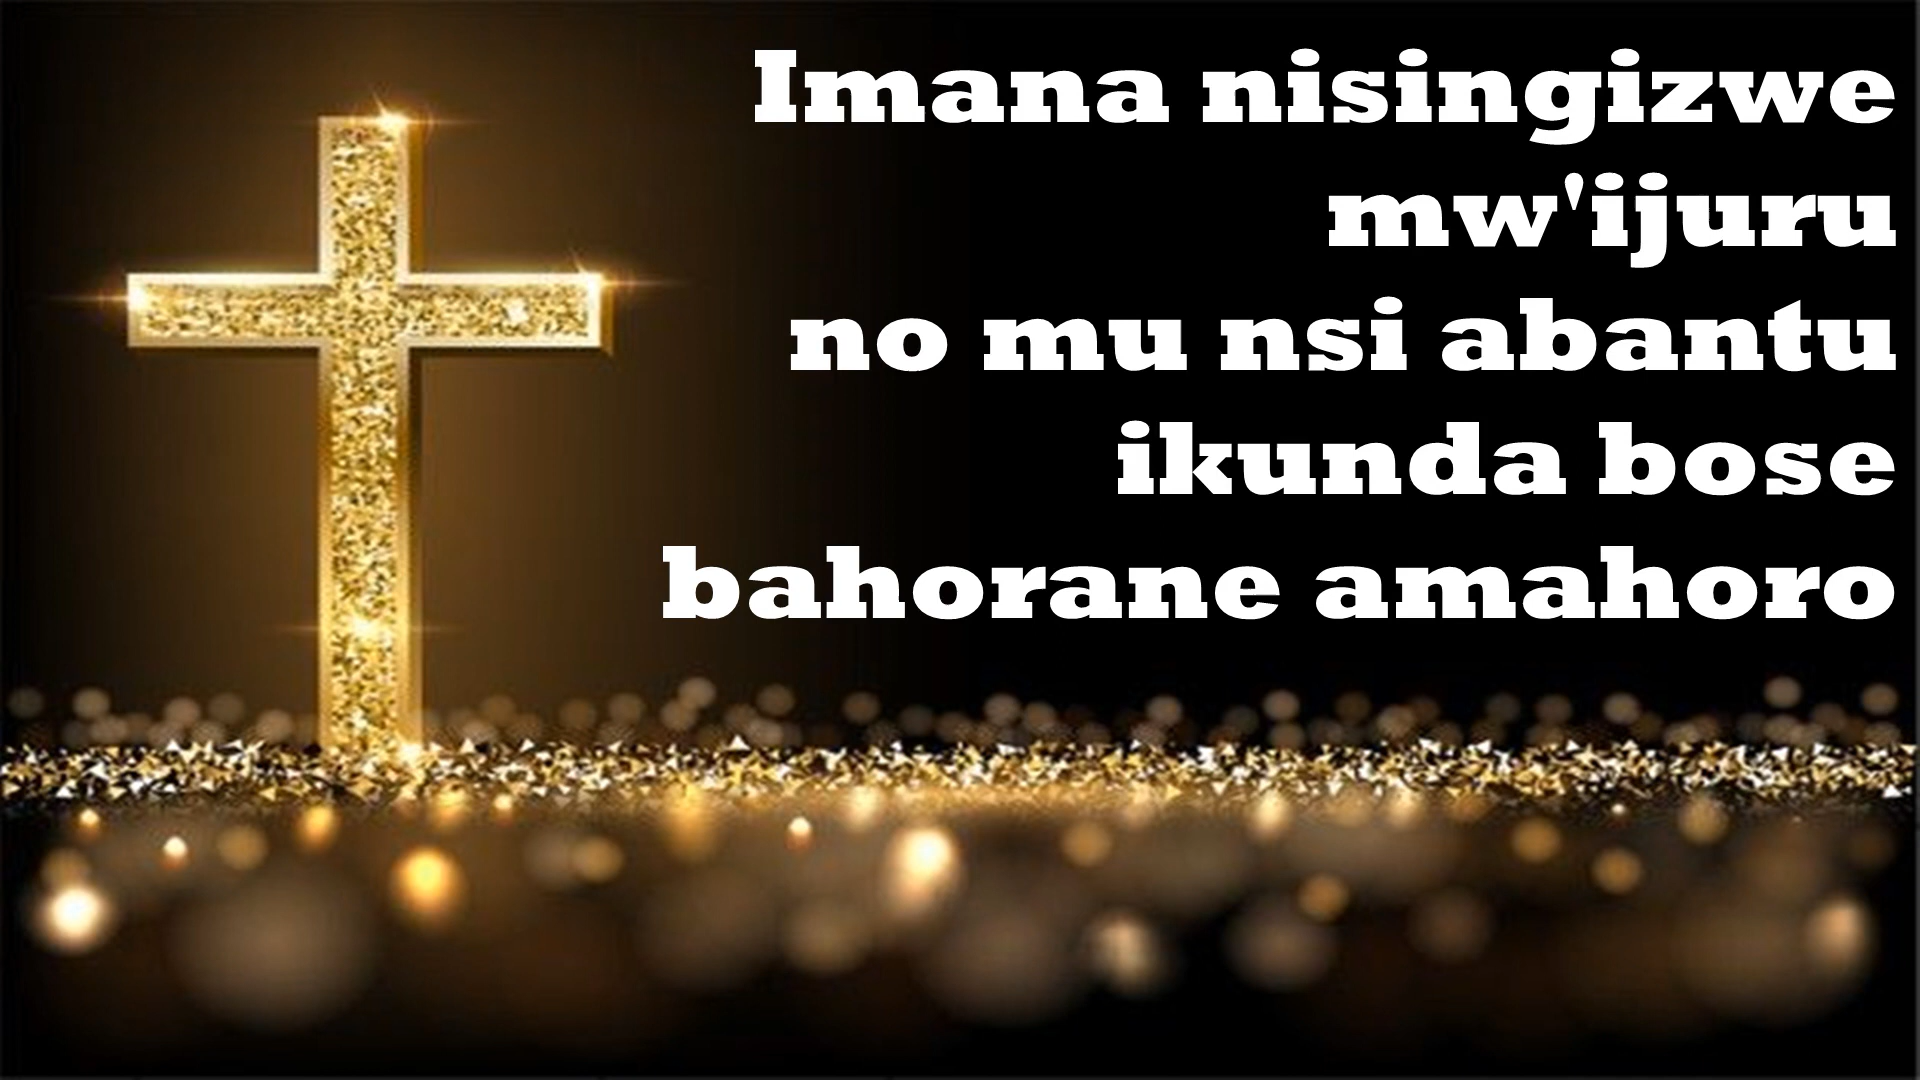 Imana nisingizwe
mw'ijuru
no mu nsi abantu
ikunda bose
bahorane amahoro